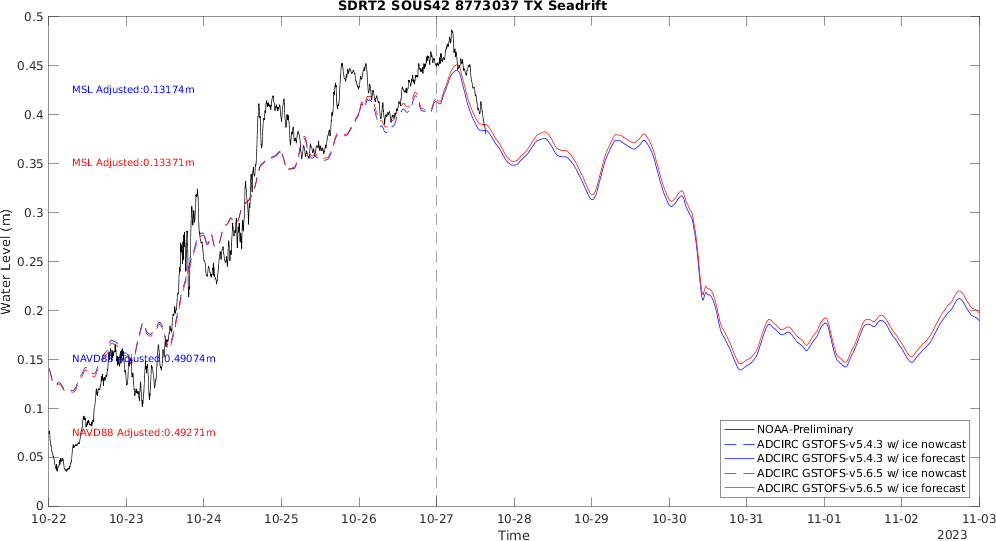 SDRT2 SOUS42 8773037 TX Seadrift
0.5
0.45
0.4
0.35
0.3
0.25
0.2
0.15
0.1
0.05
0
Water Level (m)
MSL Adjusted:0.13174m
MSL Adjusted:0.13371m
NAVD88 Adjusted:0.49074m
NAVD88 Adjusted:0.49271m
NOAA-Preliminary
ADCIRC GSTOFS-v5.4.3 w/ ice nowcast
ADCIRC GSTOFS-v5.4.3 w/ ice forecast
ADCIRC GSTOFS-v5.6.5 w/ ice nowcast
ADCIRC GSTOFS-v5.6.5 w/ ice forecast
10-22 10-23 10-24 10-25 10-26 10-27 10-28 10-29 10-30 10-31 11-01 11-02 11-03
Time
2023